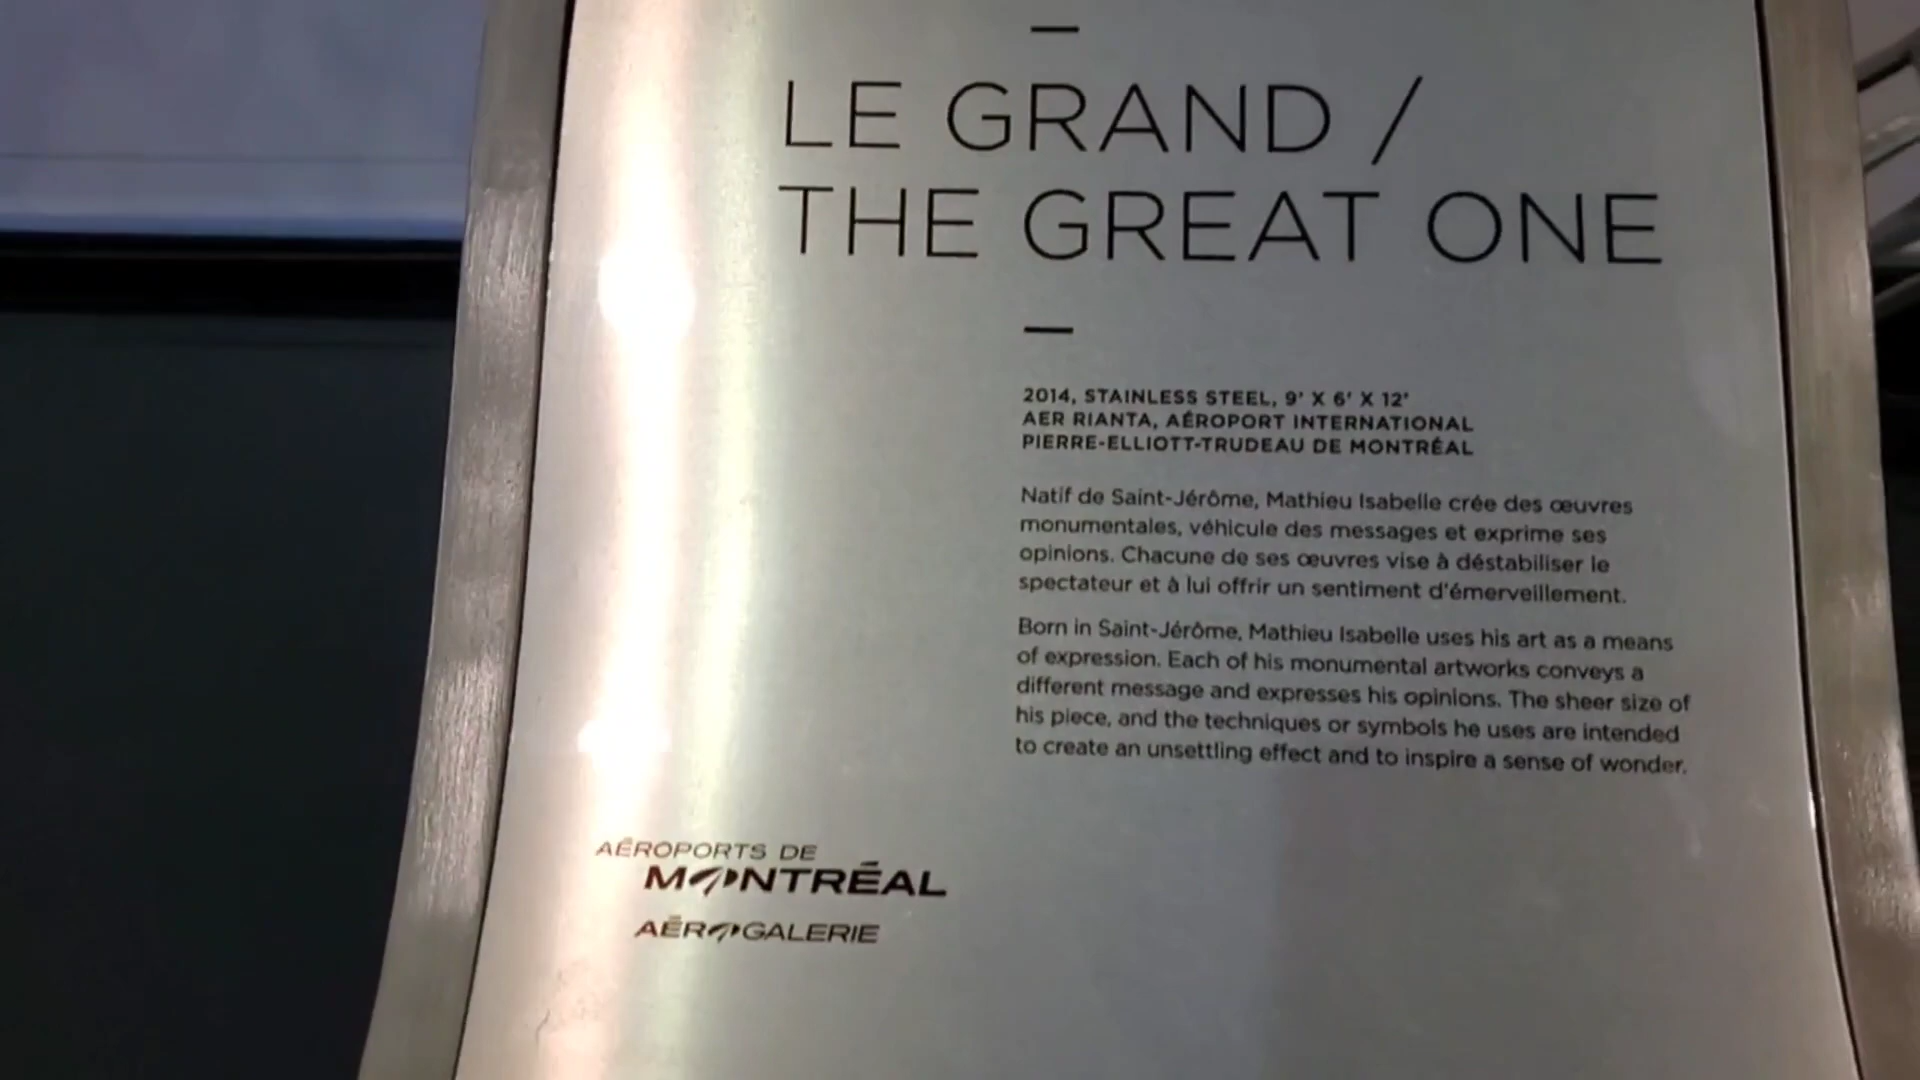 LE GRAND /
THE GREAT ONE
2014, STAINLESS STEEL, 9' X 6' X 12'
AER RIANTA, AÉROPORT INTERNATIONAL
PIERRE-ELLIOTT-TRUDEAU DE MONTRÉAL
Natif de Saint-Jérôme, Mathieu Isabelle crée des œuvres
monumentales, véhicule des messages et exprime ses
opinions. Chacune de ses œuvres vise à déstabiliser le
spectateur et à lui offrir un sentiment d'émerveillement.
Born in Saint-Jérôme, Mathieu Isabelle uses his art as a means
of expression. Each of his monumental artworks conveys a
different message and expresses his opinions. The sheer size of
his piece, and the techniques or symbols he uses are intended
to create an unsettling effect and to inspire a sense of wonder.
AÉROPORTS DE
MONTRÉAL
AÉROGALERIE